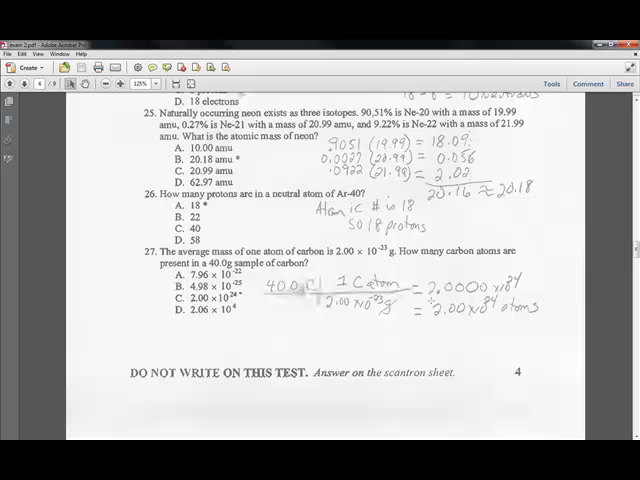 exam 2.pdf - Adobe Acrobat Pro
File Edit View Window Help
Create
4 / 9
125%
Tools
Comment
Share
D. 18 electrons
25. Naturally occurring neon exists as three isotopes. 90,51% is Ne-20 with a mass of 19.99
amu, 0.27% is Ne-21 with a mass of 20.99 amu, and 9.22% is Ne-22 with a mass of 21.99
amu. What is the atomic mass of neon?
A. 10.00 amu
B. 20.18 amu *
C. 20.99 amu
D. 62.97 amu
.9051 (19.99) = 18.09
0.0027 (20.99) = 0.056
.0922 (21.99) = 2.02
20.16 ≈ 20.18
26. How many protons are in a neutral atom of Ar-40?
A. 18 *
B. 22
C. 40
D. 58
Atomic # is 18
so 18 protons
27. The average mass of one atom of carbon is 2.00 × 10⁻²³ g. How many carbon atoms are
present in a 40.0g sample of carbon?
A. 7.96 × 10⁻²²
B. 4.98 × 10⁻²⁵
C. 2.00 × 10²⁴ *
D. 2.06 × 10⁴
40.0 1 C atom = 2.0000 x10²⁴
2.00 x10⁻²³g = 2.00 x10²⁴ atoms
DO NOT WRITE ON THIS TEST. Answer on the scantron sheet.
4